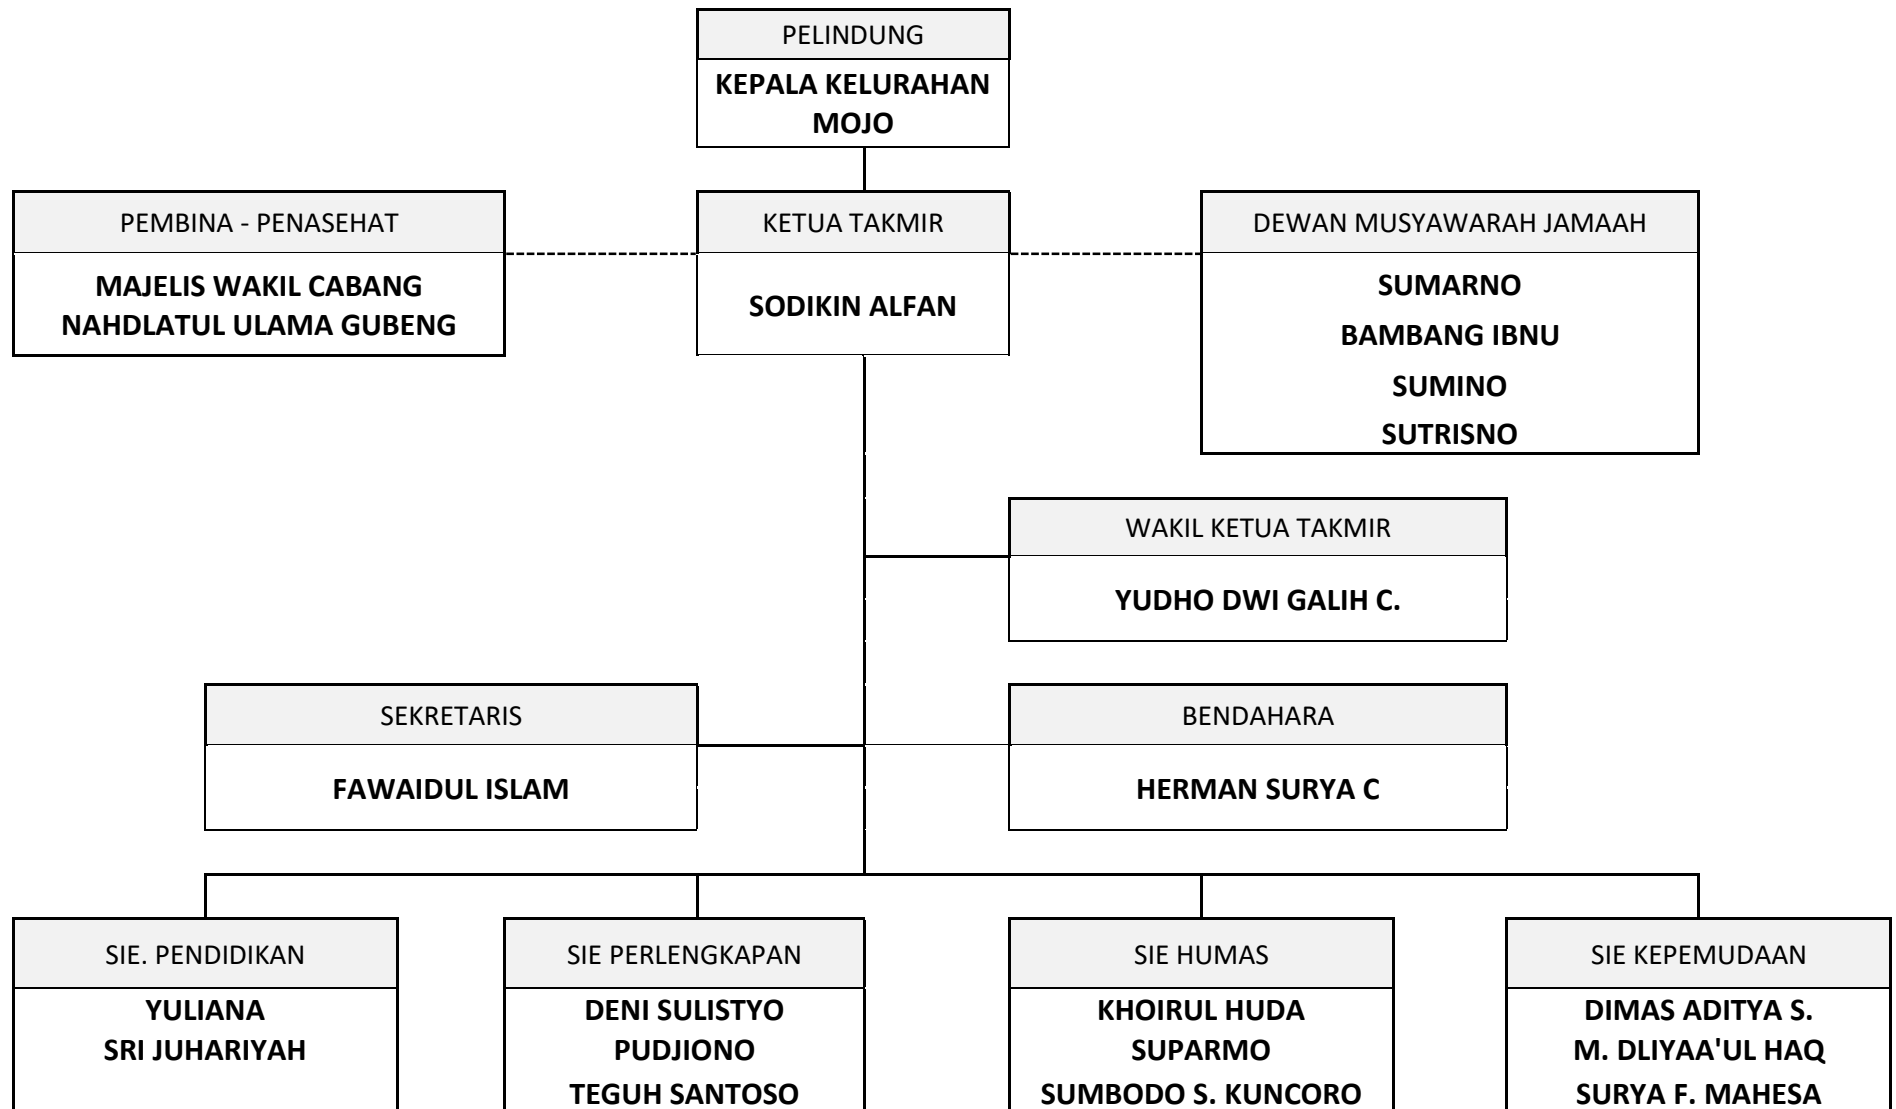 PELINDUNG
KEPALA KELURAHAN
MOJO
PEMBINA - PENASEHAT
MAJELIS WAKIL CABANG
NAHDLATUL ULAMA GUBENG
KETUA TAKMIR
SODIKIN ALFAN
DEWAN MUSYAWARAH JAMAAH
SUMARNO
BAMBANG IBNU
SUMINO
SUTRISNO
WAKIL KETUA TAKMIR
YUDHO DWI GALIH C.
SEKRETARIS
FAWAIDUL ISLAM
BENDAHARA
HERMAN SURYA C
SIE. PENDIDIKAN
YULIANA
SRI JUHARIYAH
SIE PERLENGKAPAN
DENI SULISTYO
PUDJIONO
TEGUH SANTOSO
SIE HUMAS
KHOIRUL HUDA
SUPARMO
SUMBODO S. KUNCORO
SIE KEPEMUDAAN
DIMAS ADITYA S.
M. DLIYAA'UL HAQ
SURYA F. MAHESA